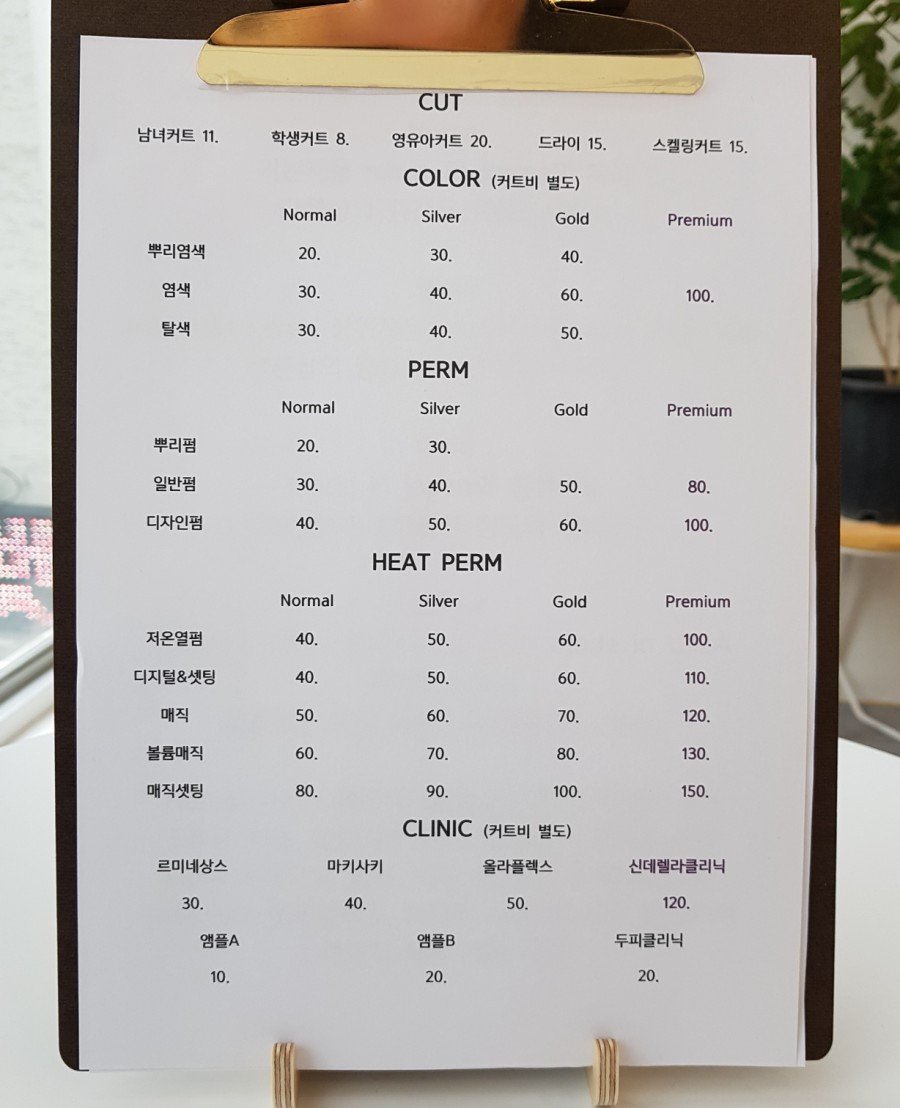 CUT
남녀커트 11. 학생커트 8. 영유아커트 20. 드라이 15. 스켈링커트 15.
COLOR (커트비 별도)
Normal Silver Gold Premium
뿌리염색 20. 30. 40.
염색 30. 40. 60. 100.
탈색 30. 40. 50.
PERM
Normal Silver Gold Premium
뿌리펌 20. 30.
일반펌 30. 40. 50. 80.
디자인펌 40. 50. 60. 100.
HEAT PERM
Normal Silver Gold Premium
저온열펌 40. 50. 60. 100.
디지털&셋팅 40. 50. 60. 110.
매직 50. 60. 70. 120.
볼륨매직 60. 70. 80. 130.
매직셋팅 80. 90. 100. 150.
CLINIC (커트비 별도)
르미네상스 마키사키 올라플렉스 신데렐라클리닉
30. 40. 50. 120.
앰플A 앰플B 두피클리닉
10. 20. 20.